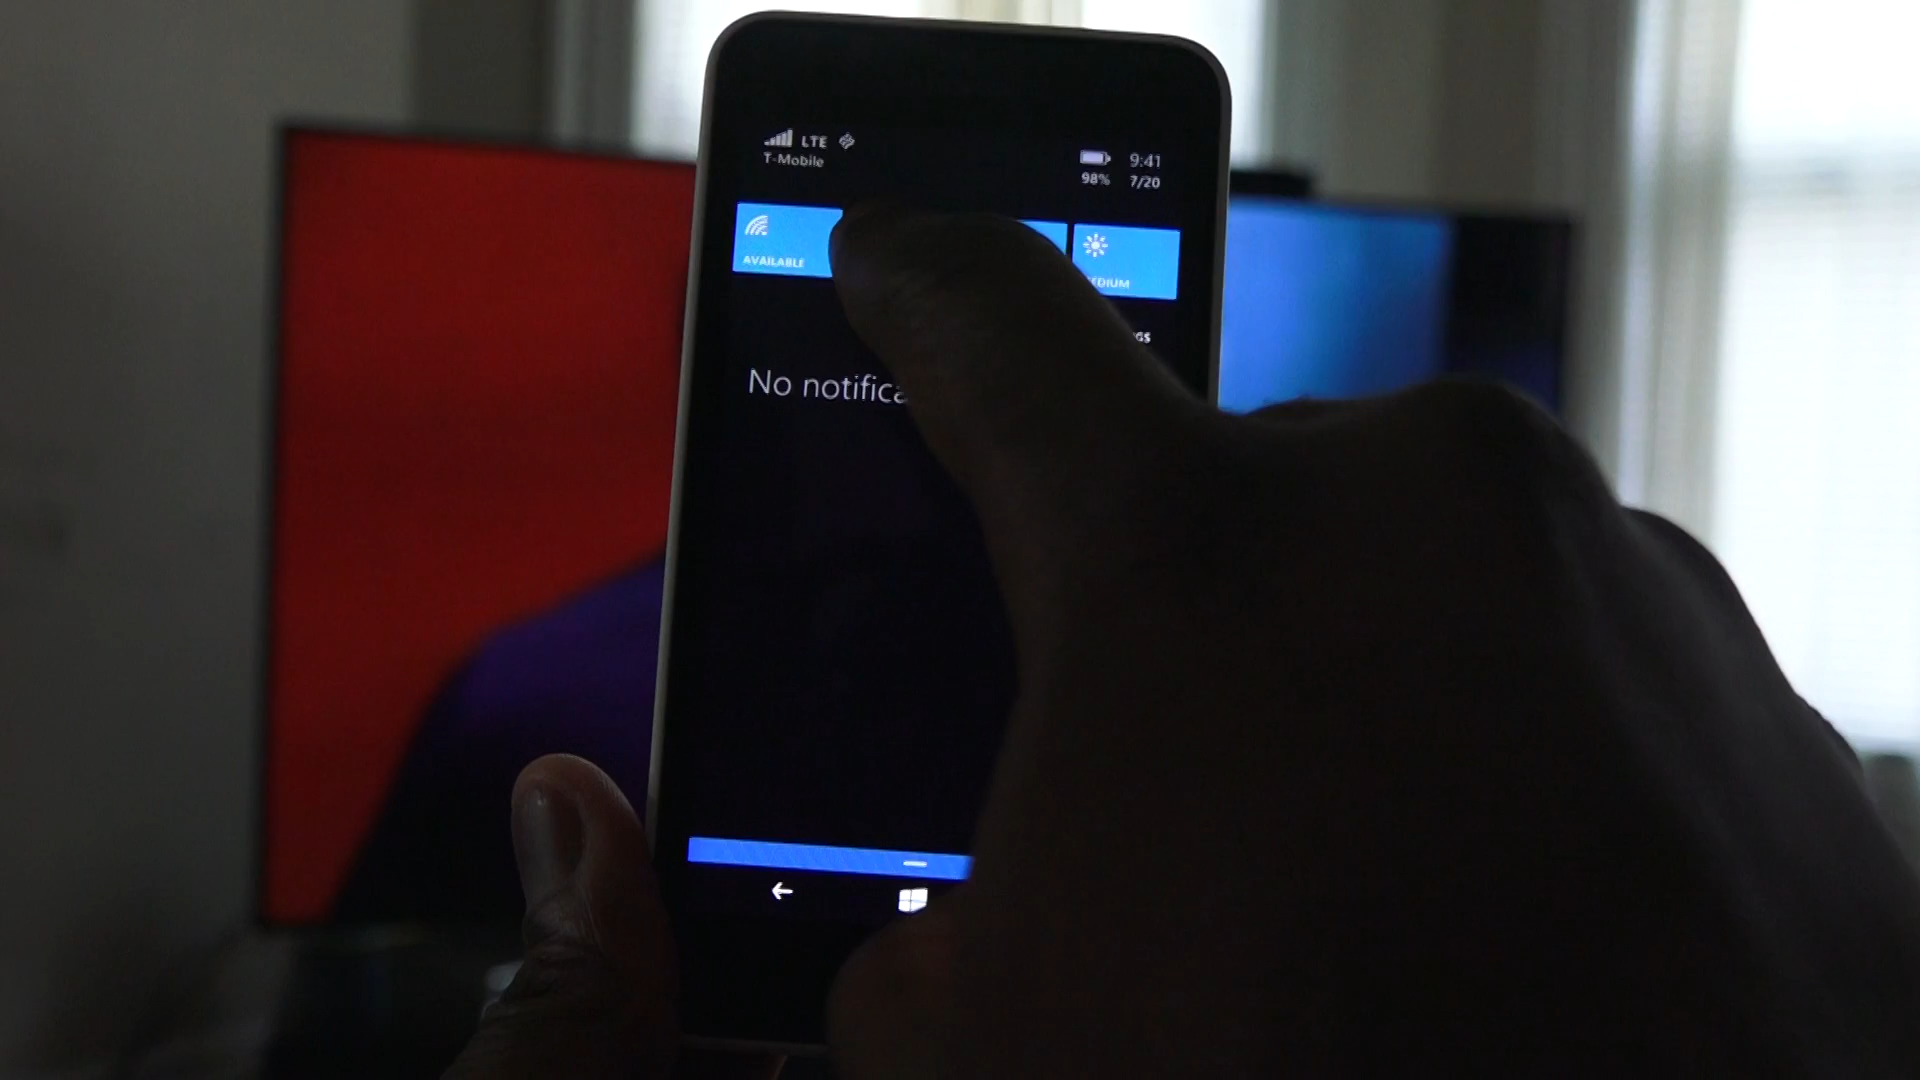 LTE
T-Mobile
9:41
98% 7/20
AVAILABLE
No notifica